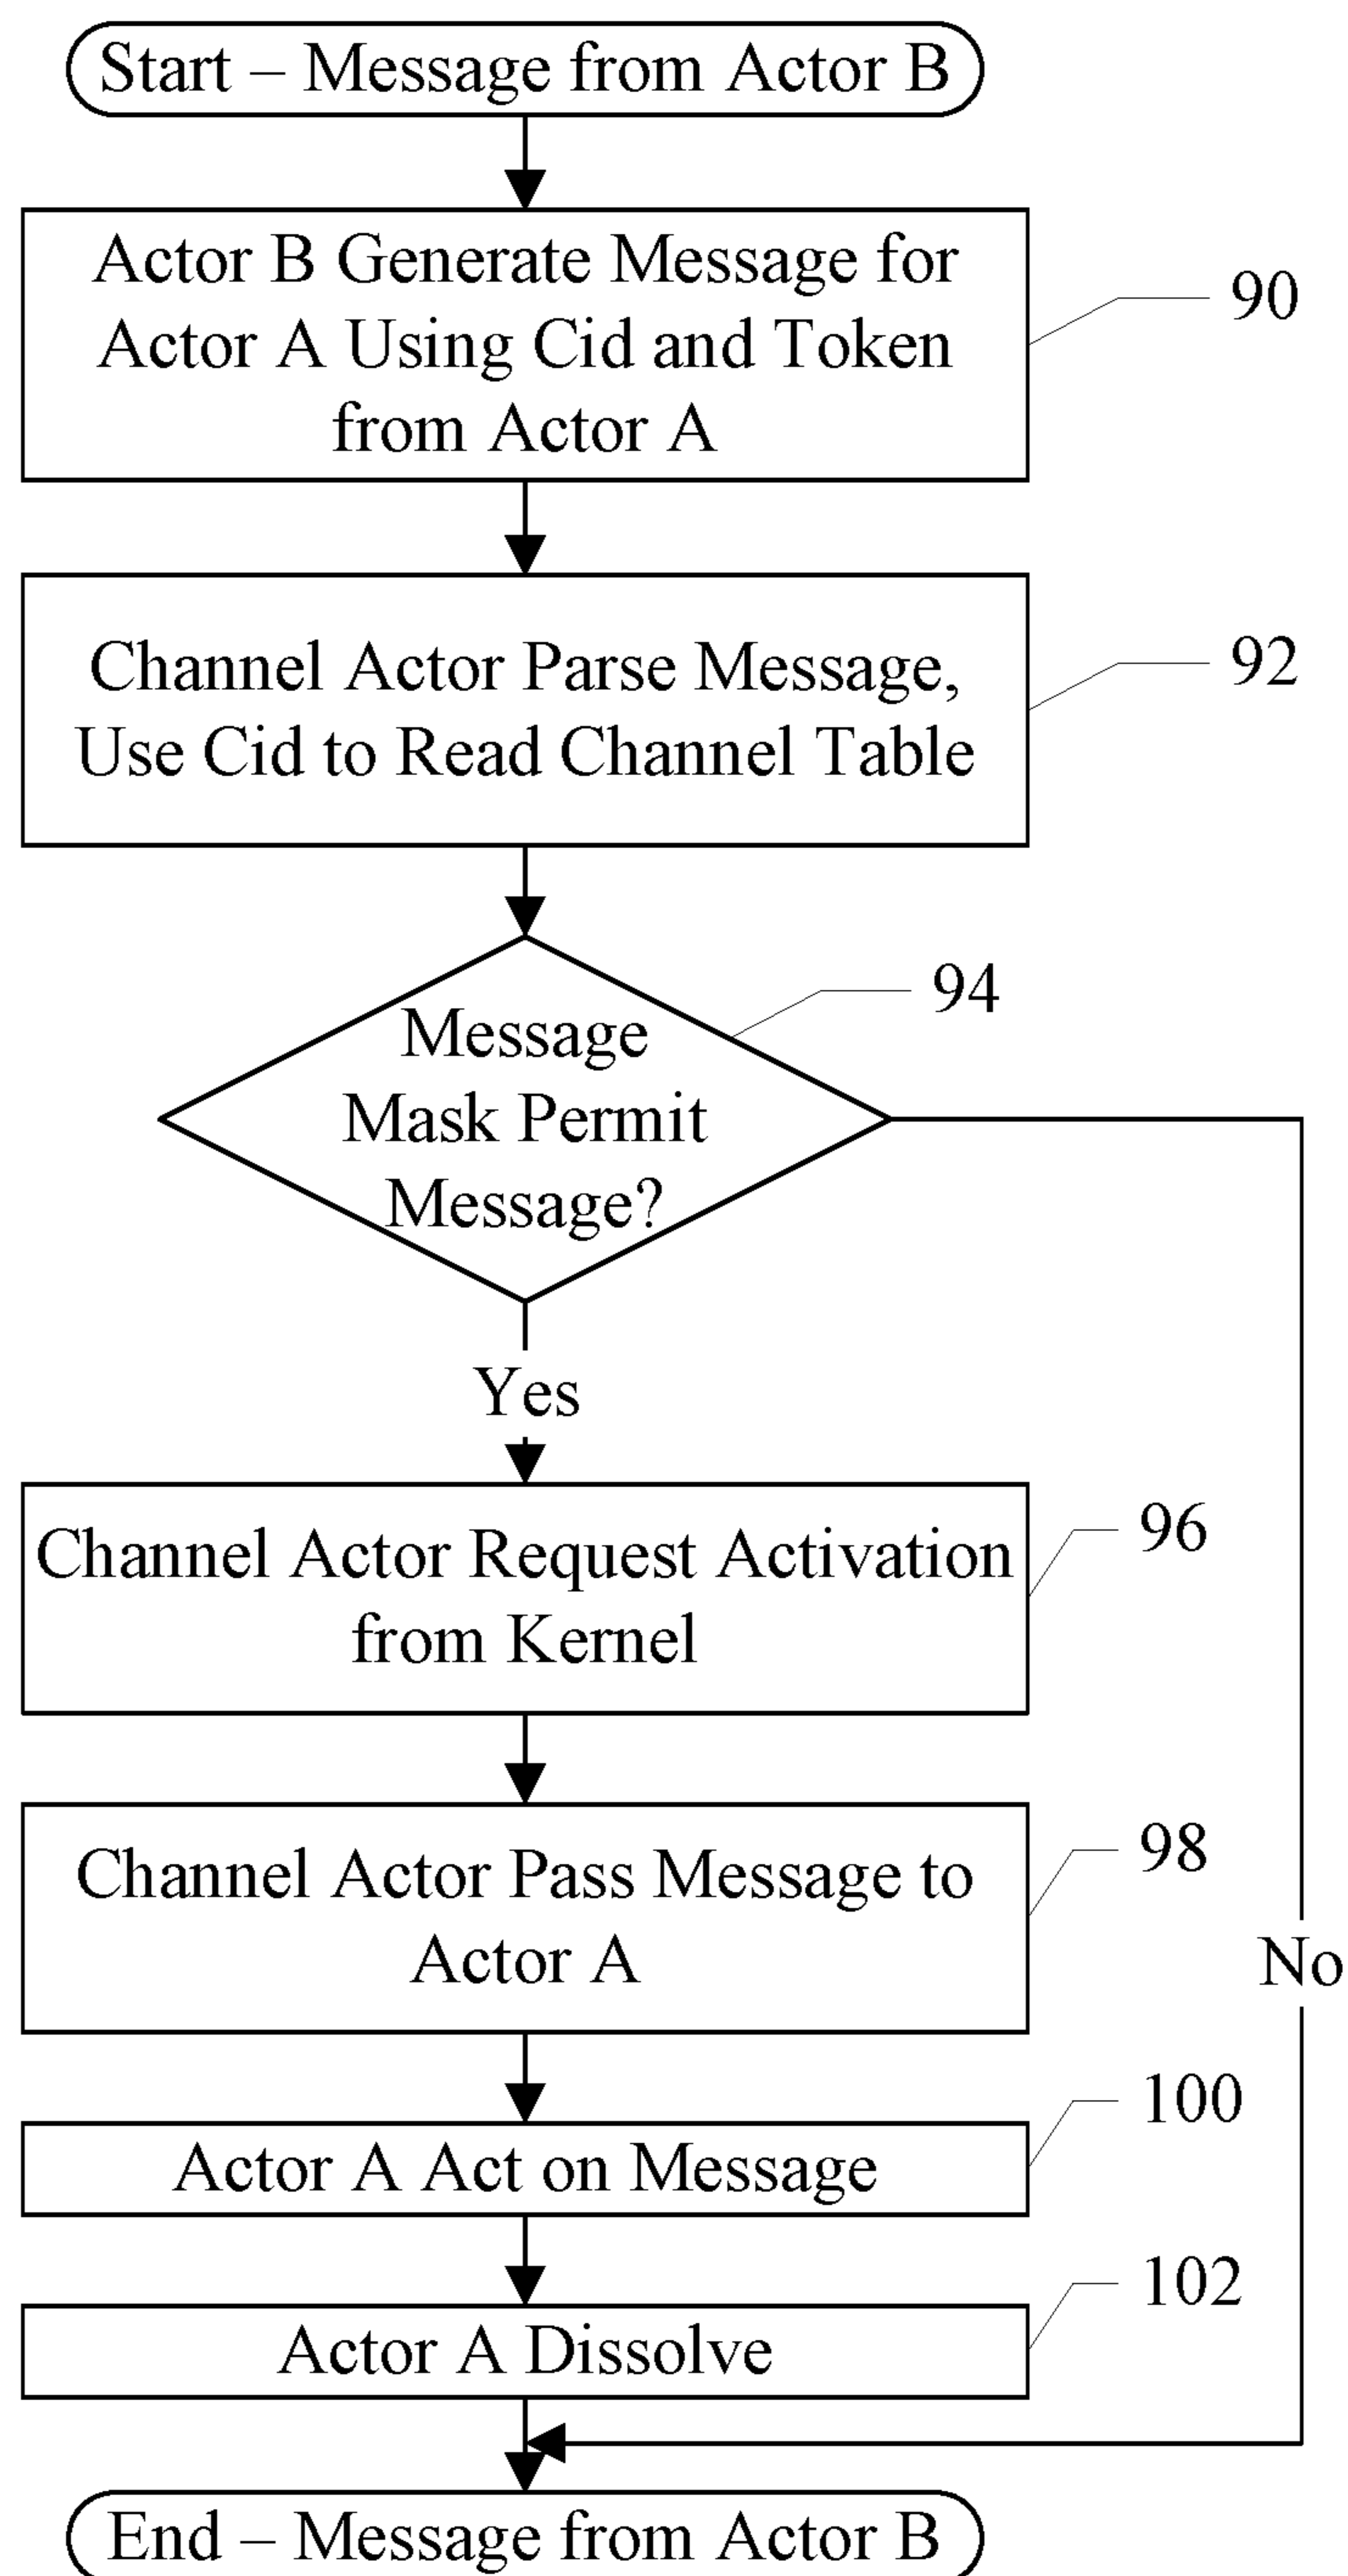 Start – Message from Actor B
Actor B Generate Message for
Actor A Using Cid and Token
from Actor A
90
Channel Actor Parse Message,
Use Cid to Read Channel Table
92
Message
Mask Permit
Message?
94
Yes
Channel Actor Request Activation
from Kernel
96
Channel Actor Pass Message to
Actor A
98
No
Actor A Act on Message
100
Actor A Dissolve
102
End – Message from Actor B